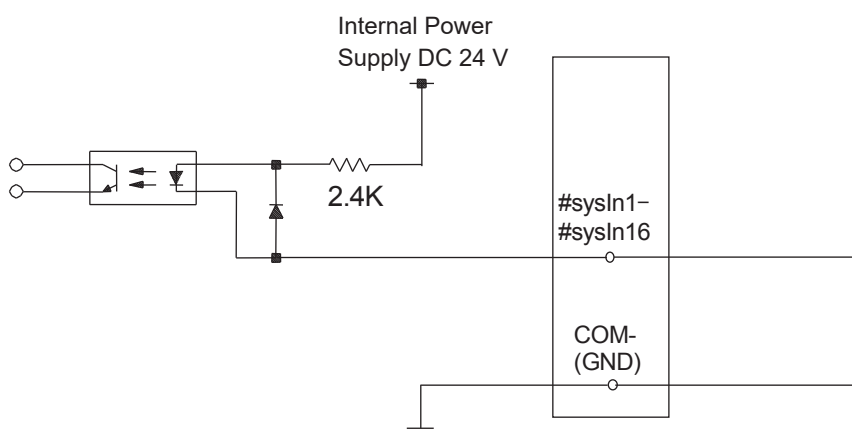 Internal Power
Supply DC 24 V
2.4K
#sysIn1−
#sysIn16
COM-
(GND)